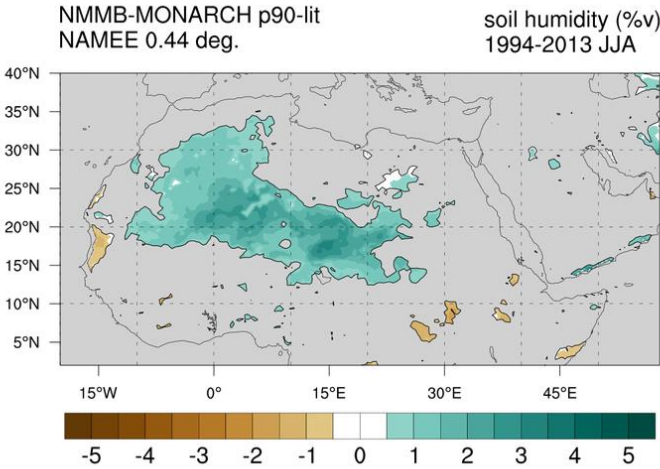 NMMB-MONARCH p90-lit
NAMEE 0.44 deg.
soil humidity (%v)
1994-2013 JJA
40°N
35°N
30°N
25°N
20°N
15°N
10°N
5°N
15°W 0° 15°E 30°E 45°E
-5 -4 -3 -2 -1 0 1 2 3 4 5